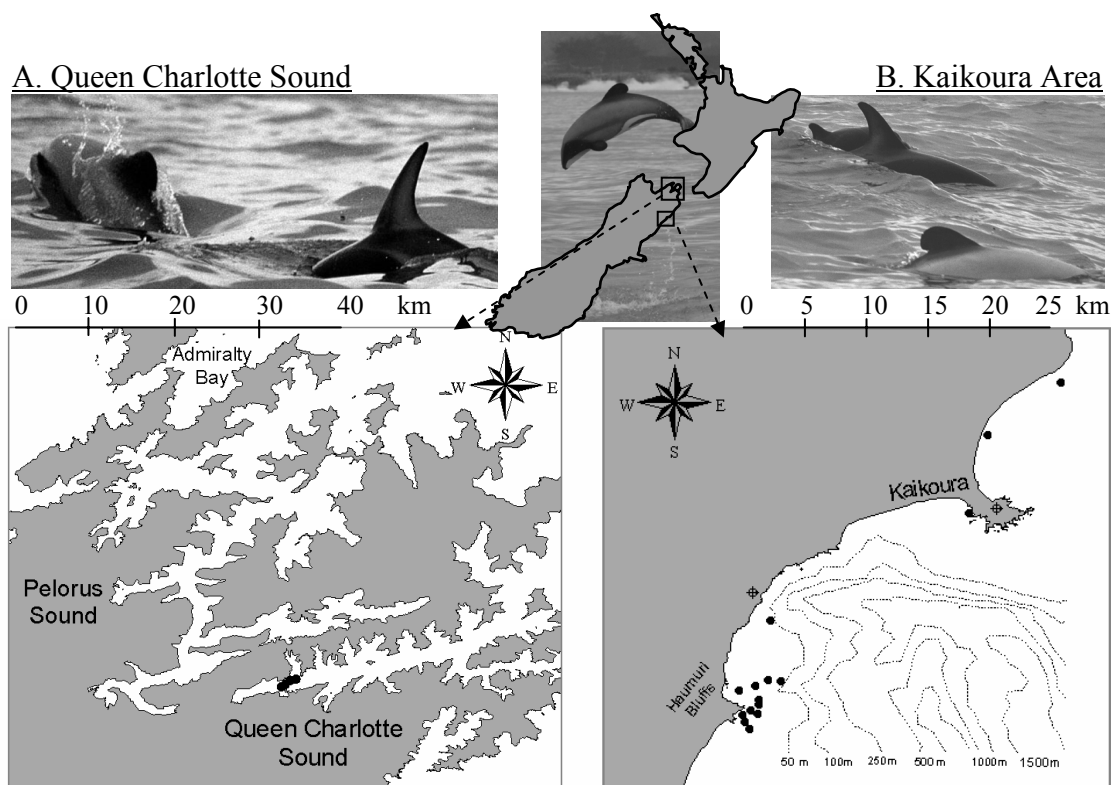 A. Queen Charlotte Sound
B. Kaikoura Area
0 10 20 30 40 km
0 5 10 15 20 25 km
Admiralty
Bay
N
W E
S
Pelorus
Sound
Queen Charlotte
Sound
N
W E
S
Kaikoura
Haumuri
Bluffs
50 m 100m 250m 500m 1000m 1500m